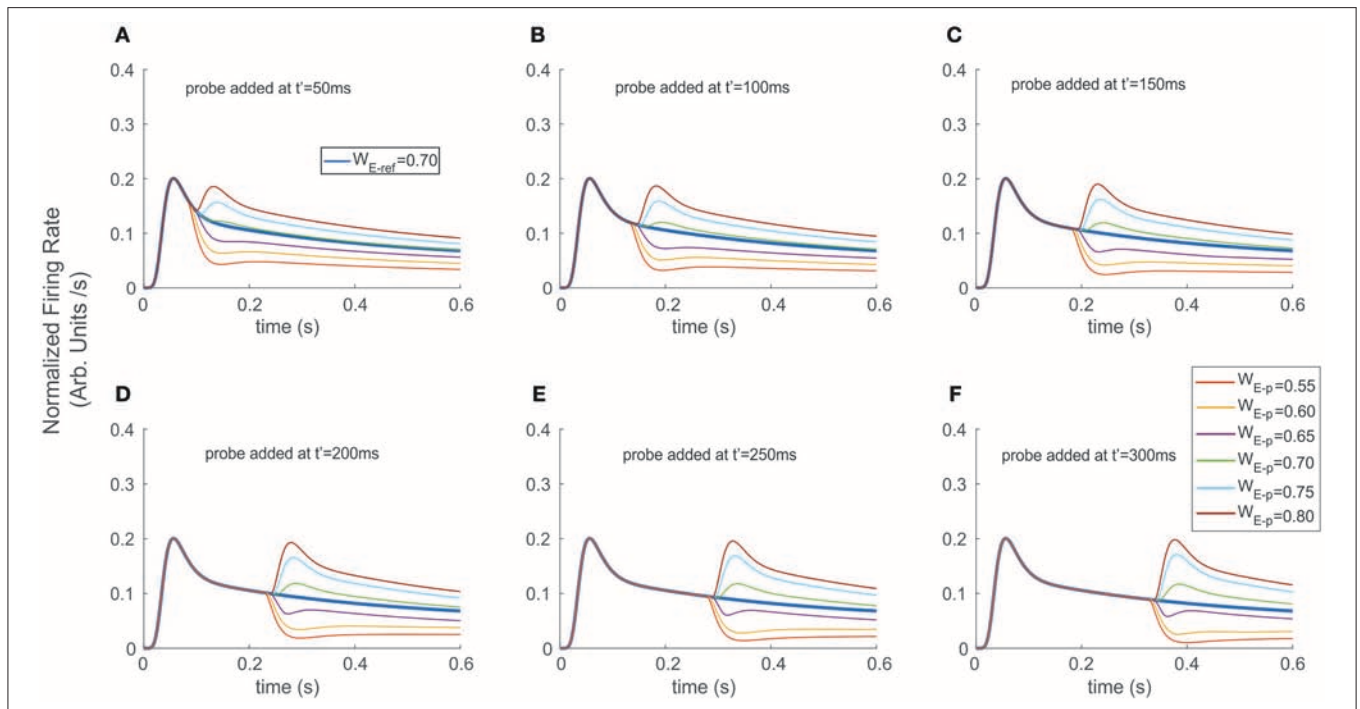 A
B
C
probe added at t'=50ms
probe added at t'=100ms
probe added at t'=150ms
W_E-ref=0.70
0.4
0.3
0.2
0.1
0
0 0.2 0.4 0.6
time (s)
0.4
0.3
0.2
0.1
0
0 0.2 0.4 0.6
time (s)
0.4
0.3
0.2
0.1
0
0 0.2 0.4 0.6
time (s)
Normalized Firing Rate
(Arb. Units /s)
D
E
F
probe added at t'=200ms
probe added at t'=250ms
probe added at t'=300ms
W_E-p=0.55
W_E-p=0.60
W_E-p=0.65
W_E-p=0.70
W_E-p=0.75
W_E-p=0.80
0.4
0.3
0.2
0.1
0
0 0.2 0.4 0.6
time (s)
0.4
0.3
0.2
0.1
0
0 0.2 0.4 0.6
time (s)
0.4
0.3
0.2
0.1
0
0 0.2 0.4 0.6
time (s)